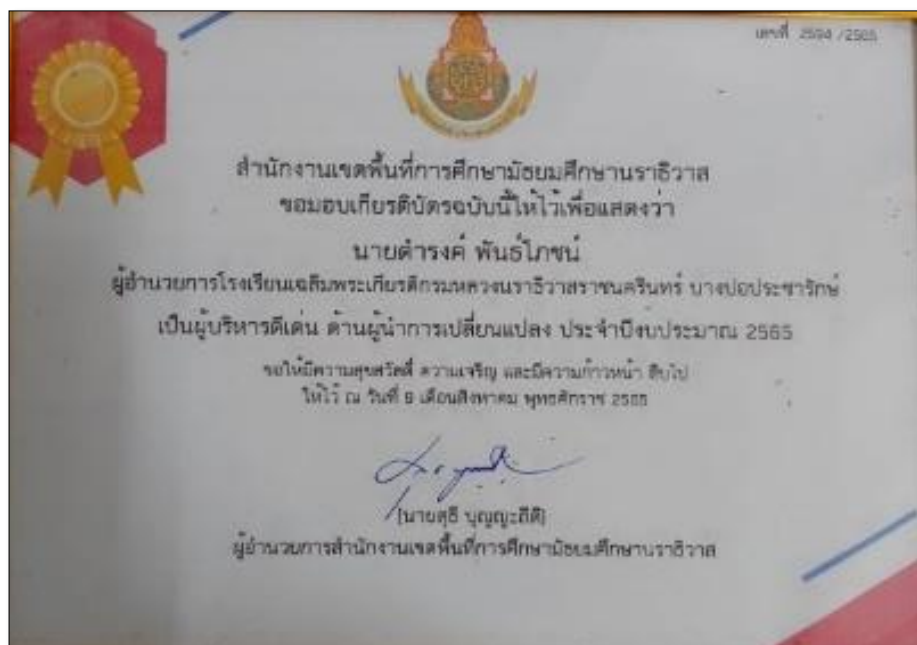 เลขที่ 2594 /2565
สำนักงานเขตพื้นที่การศึกษามัธยมศึกษานราธิวาส
ขอมอบเกียรติบัตรฉบับนี้ให้ไว้เพื่อแสดงว่า
นายดำรงค์ พันธ์โภชน์
ผู้อำนวยการโรงเรียนเฉลิมพระเกียรติกรมหลวงนราธิวาสราชนครินทร์ บางปอประชารักษ์
เป็นผู้บริหารดีเด่น ด้านผู้นำการเปลี่ยนแปลง ประจำปีงบประมาณ 2565
ขอให้มีความสุขสวัสดิ์ ความเจริญ และมีความก้าวหน้า สืบไป
ให้ไว้ ณ วันที่ 9 เดือนสิงหาคม พุทธศักราช 2565
(นายสุธี บุญญะถิติ)
ผู้อำนวยการสำนักงานเขตพื้นที่การศึกษามัธยมศึกษานราธิวาส